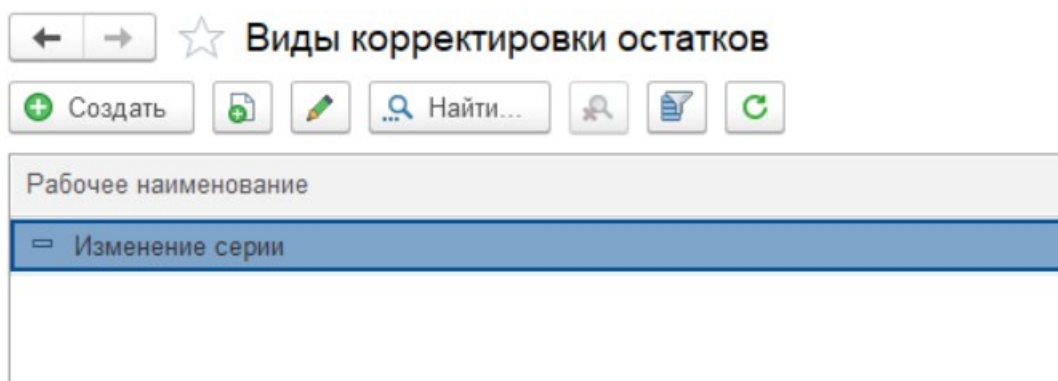 Виды корректировки остатков
Создать Найти...
Рабочее наименование
Изменение серии